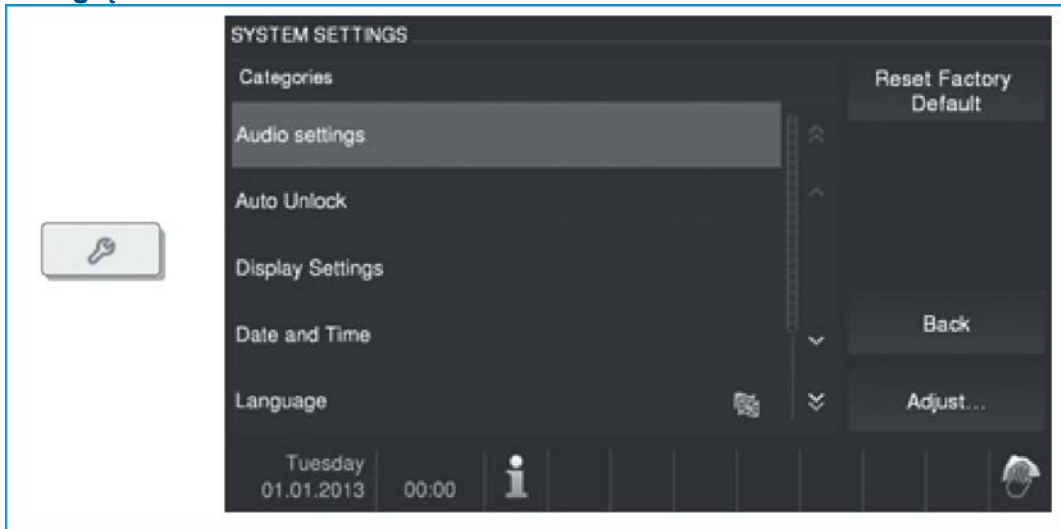 SYSTEM SETTINGS
Categories
Reset Factory
Default
Audio settings
Auto Unlock
Display Settings
Date and Time
Back
Language
Adjust...
Tuesday
01.01.2013
00:00